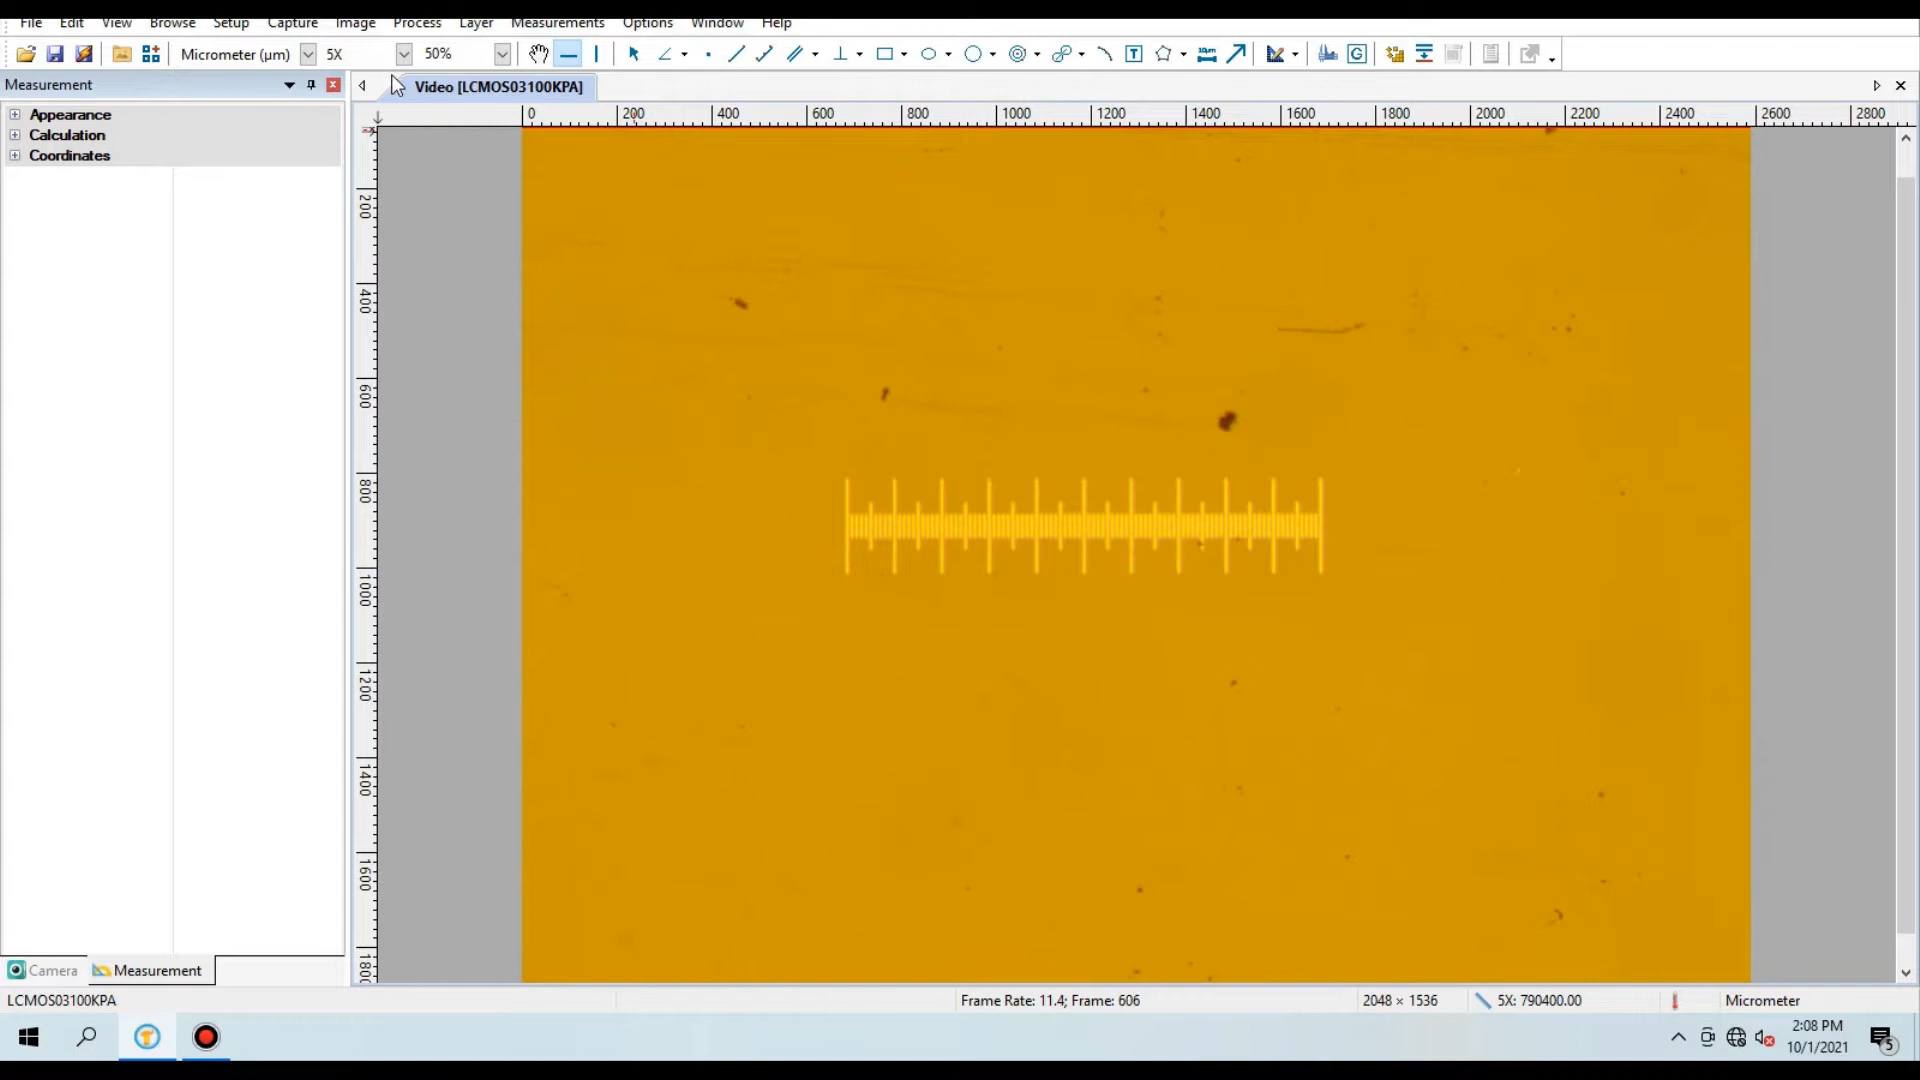 File Edit View Browse Setup Capture Image Process Layer Measurements Options Window Help
Micrometer (µm) 5X 50%
Measurement
Video [LCMOS03100KPA]
Appearance
Calculation
Coordinates
0 200 400 600 800 1000 1200 1400 1600 1800 2000 2200 2400 2600 2800
200
400
600
800
1000
1200
1400
1600
1800
Camera Measurement
LCMOS03100KPA Frame Rate: 11.4; Frame: 606 2048 × 1536 5X: 790400.00 Micrometer
2:08 PM
10/1/2021
5